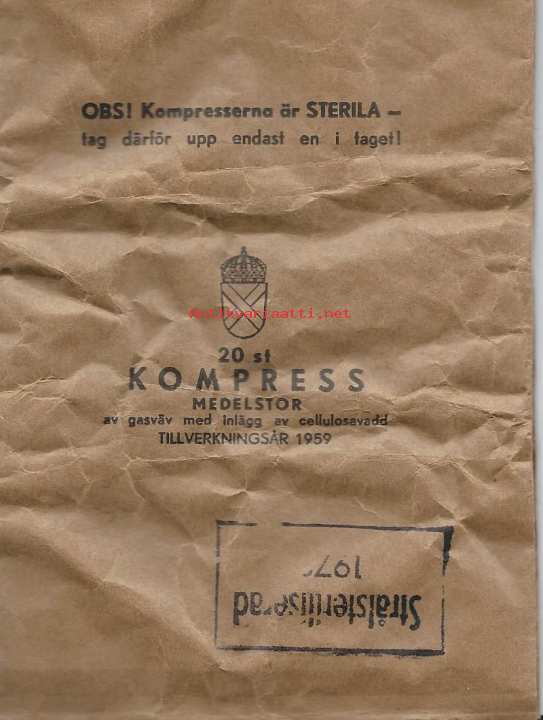 OBS! Kompresserna är STERILA –
tag därför upp endast en i taget!
Antikvariaatti.net
20 st
KOMPRESS
MEDELSTOR
av gasväv med inlägg av cellulosavadd
TILLVERKNINGSÅR 1959
Strålsteriliserad